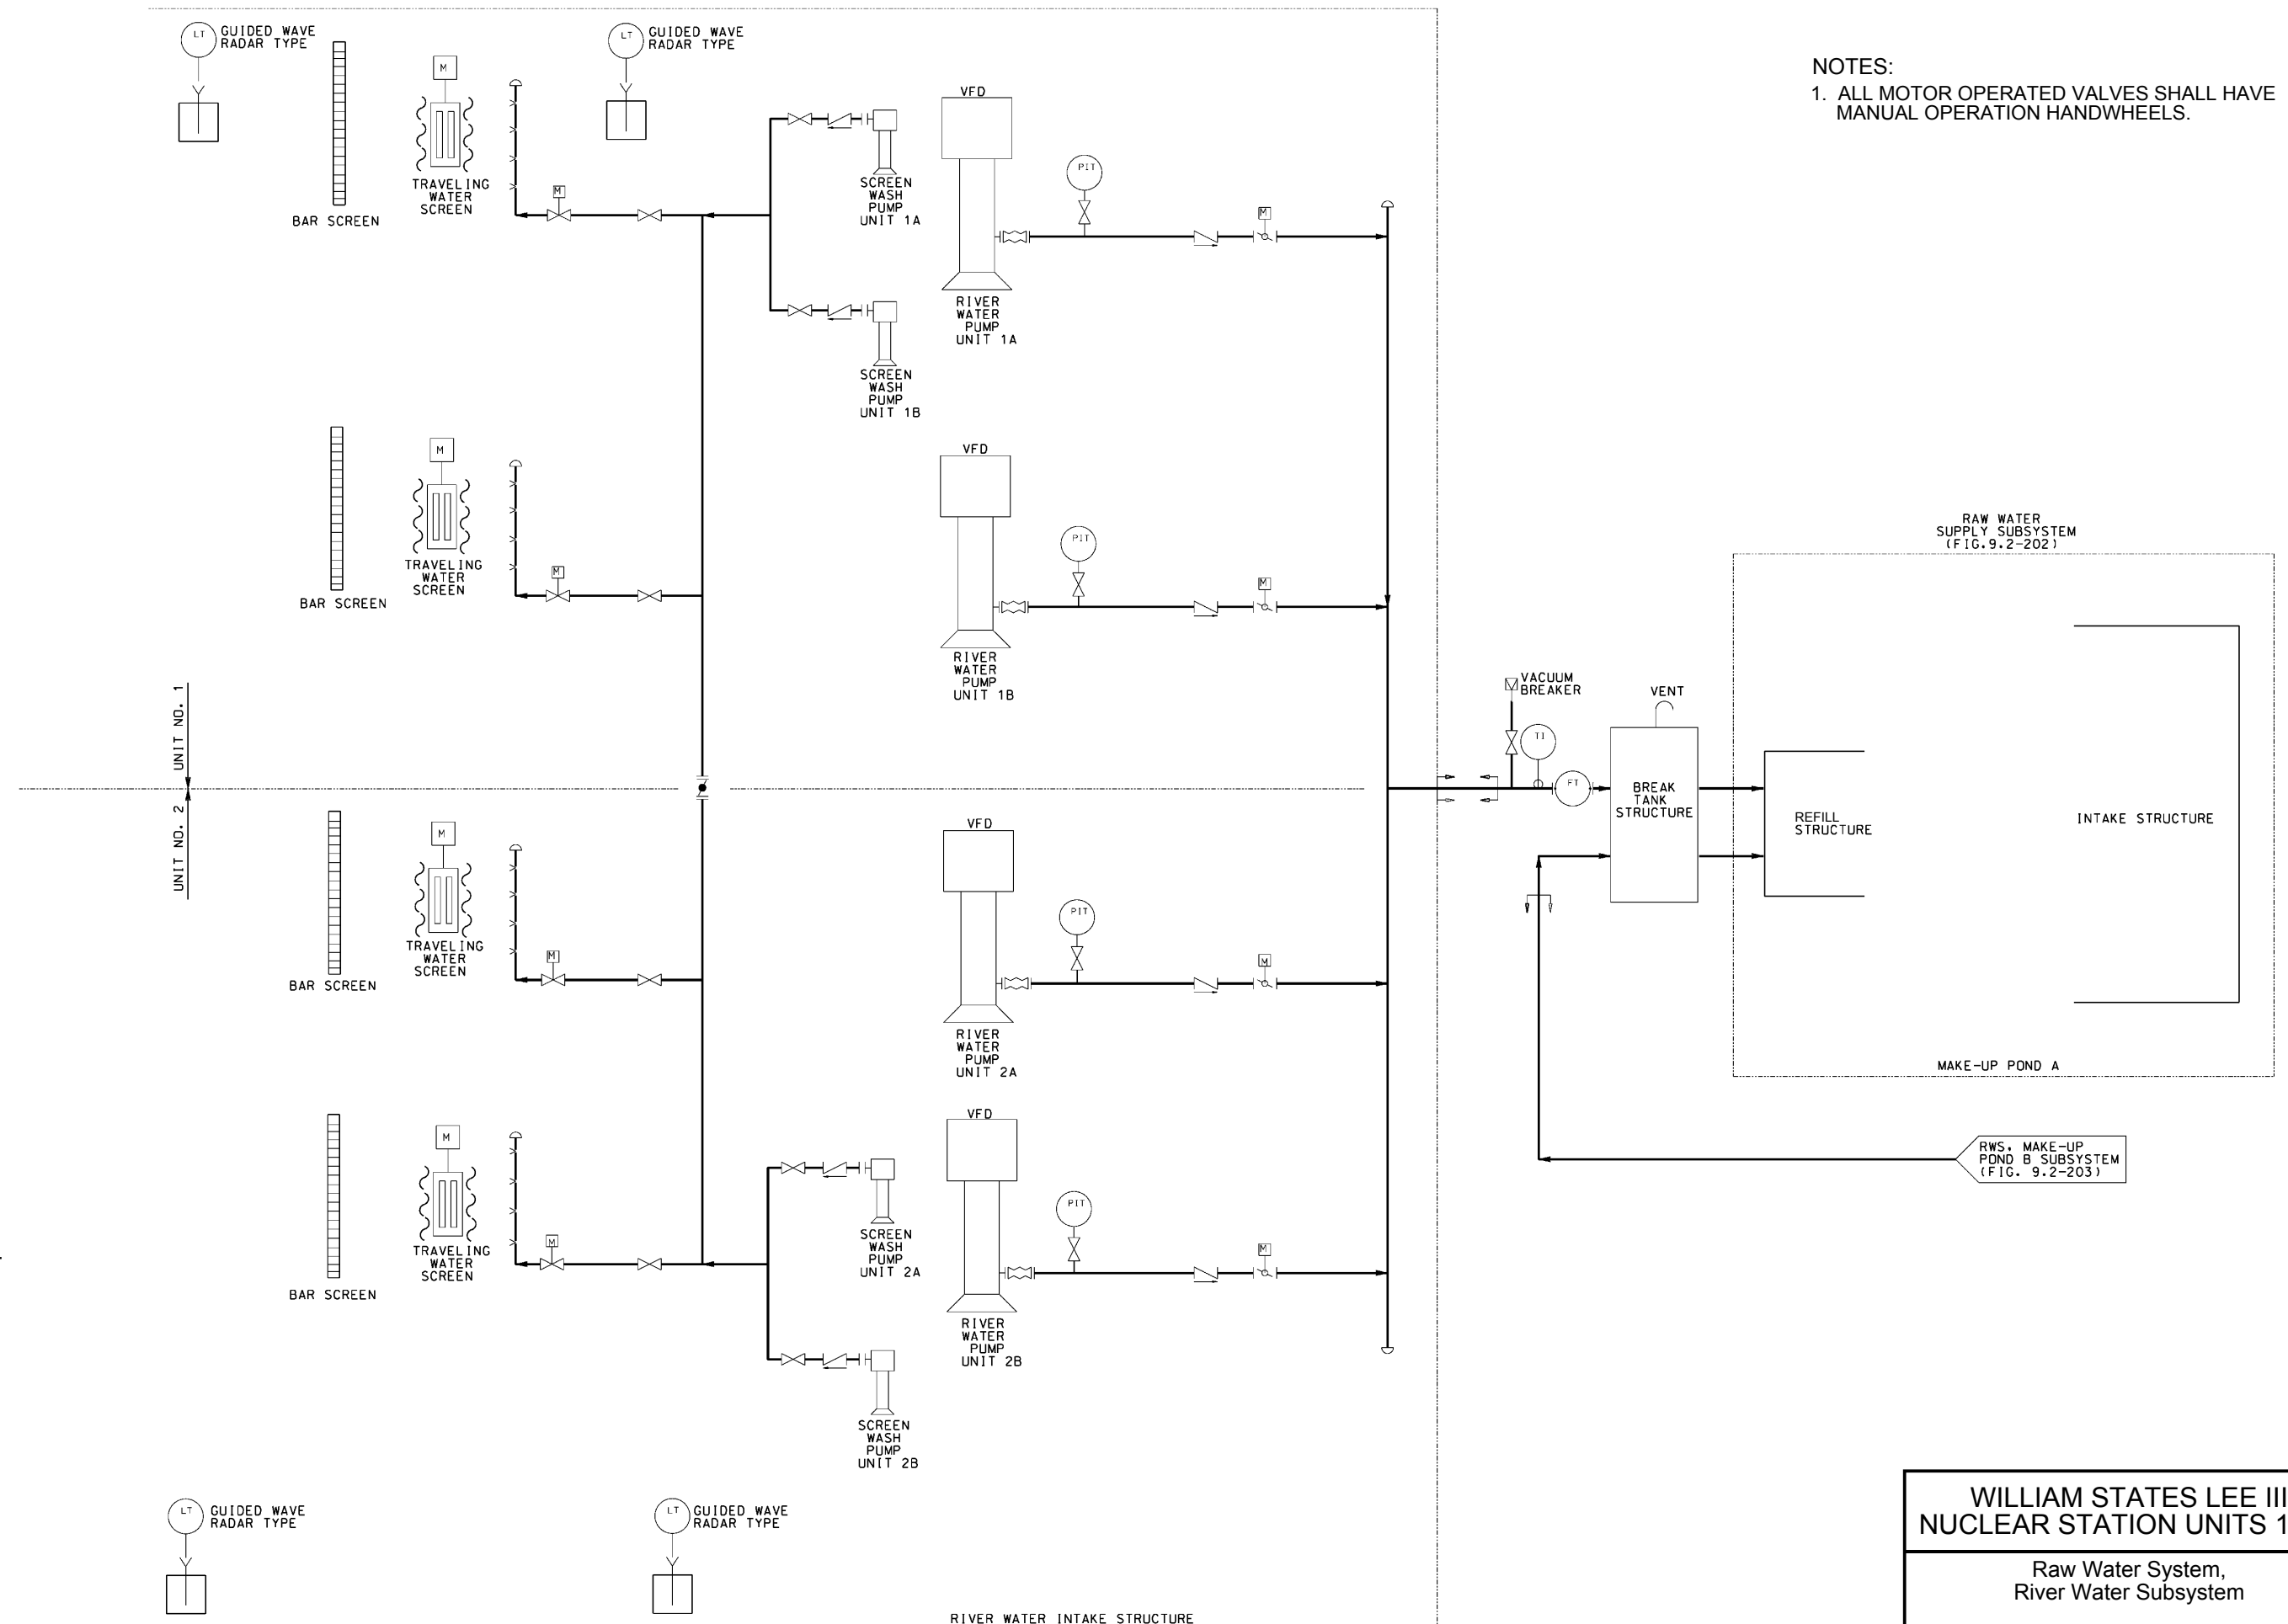 LT
GUIDED WAVE
RADAR TYPE
LT
GUIDED WAVE
RADAR TYPE
NOTES:
1. ALL MOTOR OPERATED VALVES SHALL HAVE
MANUAL OPERATION HANDWHEELS.
M
TRAVELING
WATER
SCREEN
BAR SCREEN
M
SCREEN
WASH
PUMP
UNIT 1A
SCREEN
WASH
PUMP
UNIT 1B
VFD
RIVER
WATER
PUMP
UNIT 1A
PIT
M
M
TRAVELING
WATER
SCREEN
BAR SCREEN
M
VFD
RIVER
WATER
PUMP
UNIT 1B
PIT
M
RAW WATER
SUPPLY SUBSYSTEM
(FIG.9.2-202)
UNIT NO. 1
UNIT NO. 2
VACUUM
BREAKER
TI
FT
VENT
BREAK
TANK
STRUCTURE
REFILL
STRUCTURE
INTAKE STRUCTURE
MAKE-UP POND A
M
TRAVELING
WATER
SCREEN
BAR SCREEN
M
VFD
RIVER
WATER
PUMP
UNIT 2A
PIT
M
M
TRAVELING
WATER
SCREEN
BAR SCREEN
M
SCREEN
WASH
PUMP
UNIT 2A
SCREEN
WASH
PUMP
UNIT 2B
VFD
RIVER
WATER
PUMP
UNIT 2B
PIT
M
RWS, MAKE-UP
POND B SUBSYSTEM
(FIG. 9.2-203)
LT
GUIDED WAVE
RADAR TYPE
LT
GUIDED WAVE
RADAR TYPE
RIVER WATER INTAKE STRUCTURE
WILLIAM STATES LEE III
NUCLEAR STATION UNITS 1
Raw Water System,
River Water Subsystem